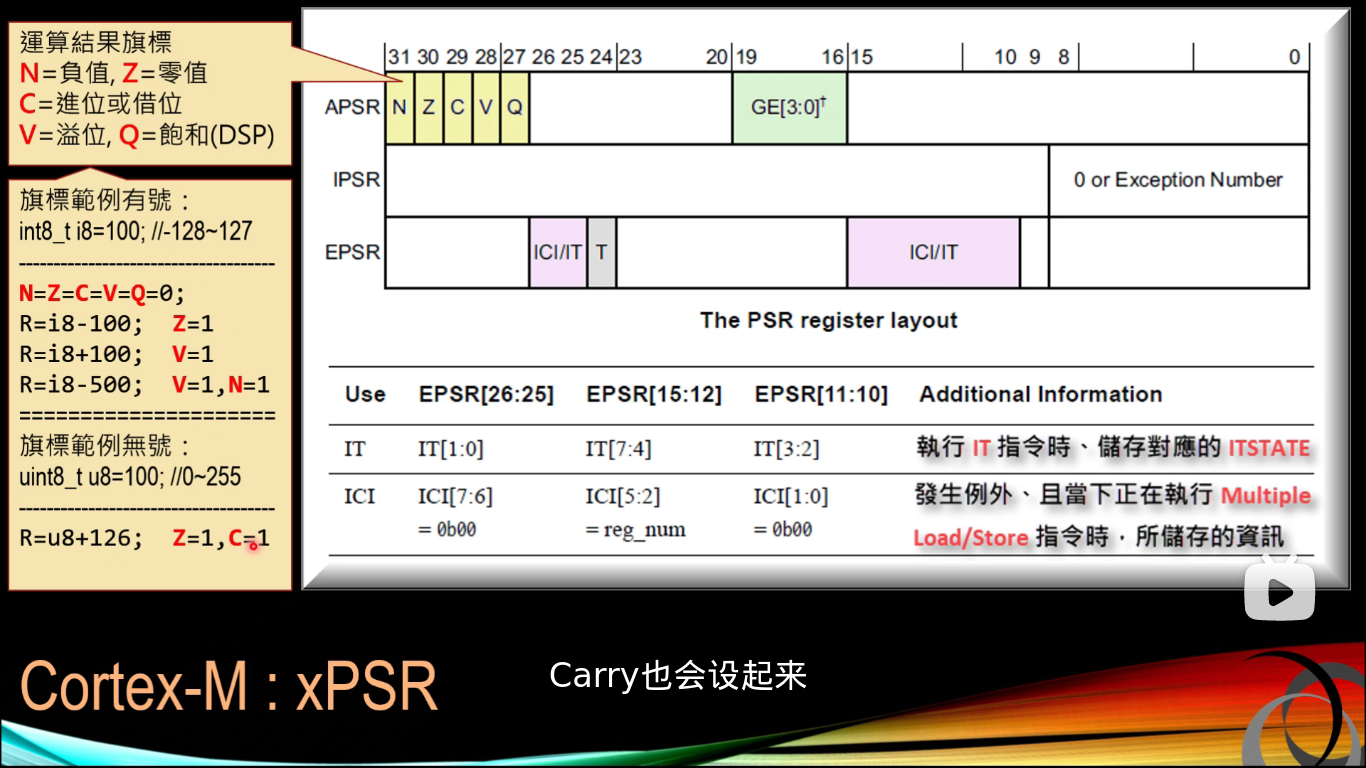 運算結果旗標
N=負值, Z=零值
C=進位或借位
V=溢位, Q=飽和(DSP)
旗標範例有號：
int8_t i8=100; //-128~127
------------------------------------
N=Z=C=V=Q=0;
R=i8-100; Z=1
R=i8+100; V=1
R=i8-500; V=1,N=1
=====================
旗標範例無號：
uint8_t u8=100; //0~255
------------------------------------
R=u8+126; Z=1,C=1
31 30 29 28 27 26 25 24 23 20 19 16 15 10 9 8 0
APSR N Z C V Q GE[3:0]†
IPSR 0 or Exception Number
EPSR ICI/IT T ICI/IT
The PSR register layout
Use EPSR[26:25] EPSR[15:12] EPSR[11:10] Additional Information
IT IT[1:0] IT[7:4] IT[3:2] 執行 IT 指令時、儲存對應的 ITSTATE
ICI ICI[7:6] ICI[5:2] ICI[1:0] 發生例外、且當下正在執行 Multiple
= 0b00 = reg_num = 0b00 Load/Store 指令時，所儲存的資訊
Cortex-M : xPSR
Carry也会设起来